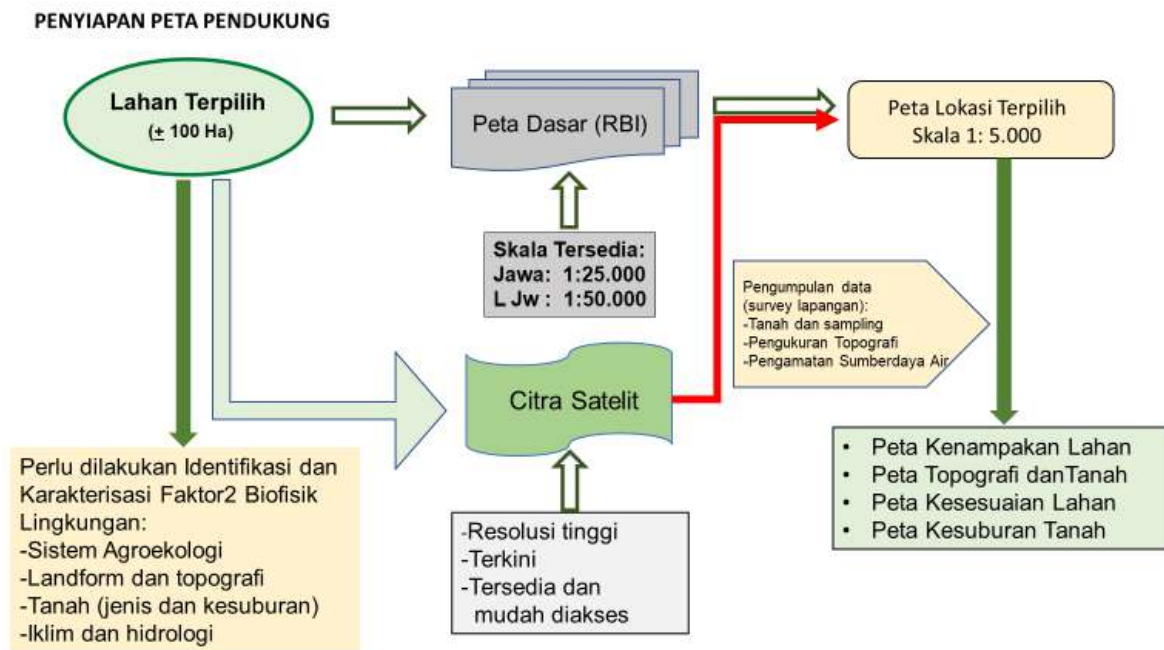 PENYIAPAN PETA PENDUKUNG
Lahan Terpilih
(± 100 Ha)
Peta Dasar (RBI)
Peta Lokasi Terpilih
Skala 1: 5.000
Skala Tersedia:
Jawa: 1:25.000
L Jw : 1:50.000
Pengumpulan data
(survey lapangan):
-Tanah dan sampling
-Pengukuran Topografi
-Pengamatan Sumberdaya Air
Citra Satelit
Perlu dilakukan Identifikasi dan
Karakterisasi Faktor2 Biofisik
Lingkungan:
-Sistem Agroekologi
-Landform dan topografi
-Tanah (jenis dan kesuburan)
-Iklim dan hidrologi
-Resolusi tinggi
-Terkini
-Tersedia dan
mudah diakses
• Peta Kenampakan Lahan
• Peta Topografi danTanah
• Peta Kesesuaian Lahan
• Peta Kesuburan Tanah